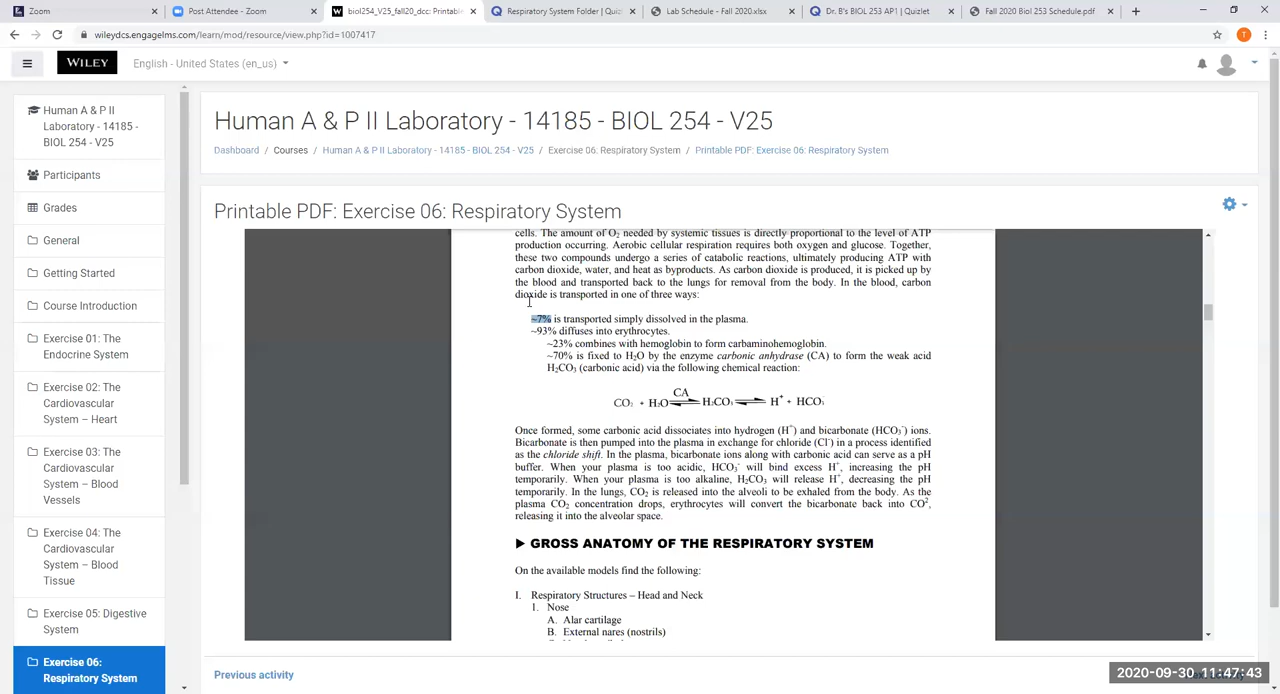 Zoom
Post Attendee - Zoom
biol254_V25_fall20_dcc: Printabl
Respiratory System Folder | Quiz
Lab Schedule - Fall 2020.xlsx
Dr. B's BIOL 253 AP1 | Quizlet
Fall 2020 Biol 253 Schedule.pdf
wileydcs.engagelms.com/learn/mod/resource/view.php?id=1007417
T
WILEY
English - United States (en_us)
Human A & P II
Laboratory - 14185 -
BIOL 254 - V25
Participants
Grades
General
Getting Started
Course Introduction
Exercise 01: The
Endocrine System
Exercise 02: The
Cardiovascular
System – Heart
Exercise 03: The
Cardiovascular
System – Blood
Vessels
Exercise 04: The
Cardiovascular
System – Blood
Tissue
Exercise 05: Digestive
System
Exercise 06:
Respiratory System
Human A & P II Laboratory - 14185 - BIOL 254 - V25
Dashboard / Courses / Human A & P II Laboratory - 14185 - BIOL 254 - V25 / Exercise 06. Respiratory System / Printable PDF: Exercise 06: Respiratory System
Printable PDF: Exercise 06: Respiratory System
cells. The amount of O₂ needed by systemic tissues is directly proportional to the level of ATP
production occurring. Aerobic cellular respiration requires both oxygen and glucose. Together,
these two compounds undergo a series of catabolic reactions, ultimately producing ATP with
carbon dioxide, water, and heat as byproducts. As carbon dioxide is produced, it is picked up by
the blood and transported back to the lungs for removal from the body. In the blood, carbon
dioxide is transported in one of three ways:
~7% is transported simply dissolved in the plasma.
~93% diffuses into erythrocytes.
~23% combines with hemoglobin to form carbaminohemoglobin.
~70% is fixed to H₂O by the enzyme carbonic anhydrase (CA) to form the weak acid
H₂CO₃ (carbonic acid) via the following chemical reaction:
CA
CO₂ + H₂O ⇌ H₂CO₃ ⇌ H⁺ + HCO₃⁻
Once formed, some carbonic acid dissociates into hydrogen (H⁺) and bicarbonate (HCO₃⁻) ions.
Bicarbonate is then pumped into the plasma in exchange for chloride (Cl⁻) in a process identified
as the chloride shift. In the plasma, bicarbonate ions along with carbonic acid can serve as a pH
buffer. When your plasma is too acidic, HCO₃⁻ will bind excess H⁺, increasing the pH
temporarily. When your plasma is too alkaline, H₂CO₃ will release H⁺, decreasing the pH
temporarily. In the lungs, CO₂ is released into the alveoli to be exhaled from the body. As the
plasma CO₂ concentration drops, erythrocytes will convert the bicarbonate back into CO²,
releasing it into the alveolar space.
► GROSS ANATOMY OF THE RESPIRATORY SYSTEM
On the available models find the following:
I. Respiratory Structures – Head and Neck
1. Nose
A. Alar cartilage
B. External nares (nostrils)
Previous activity
2020-09-30 11:47:43